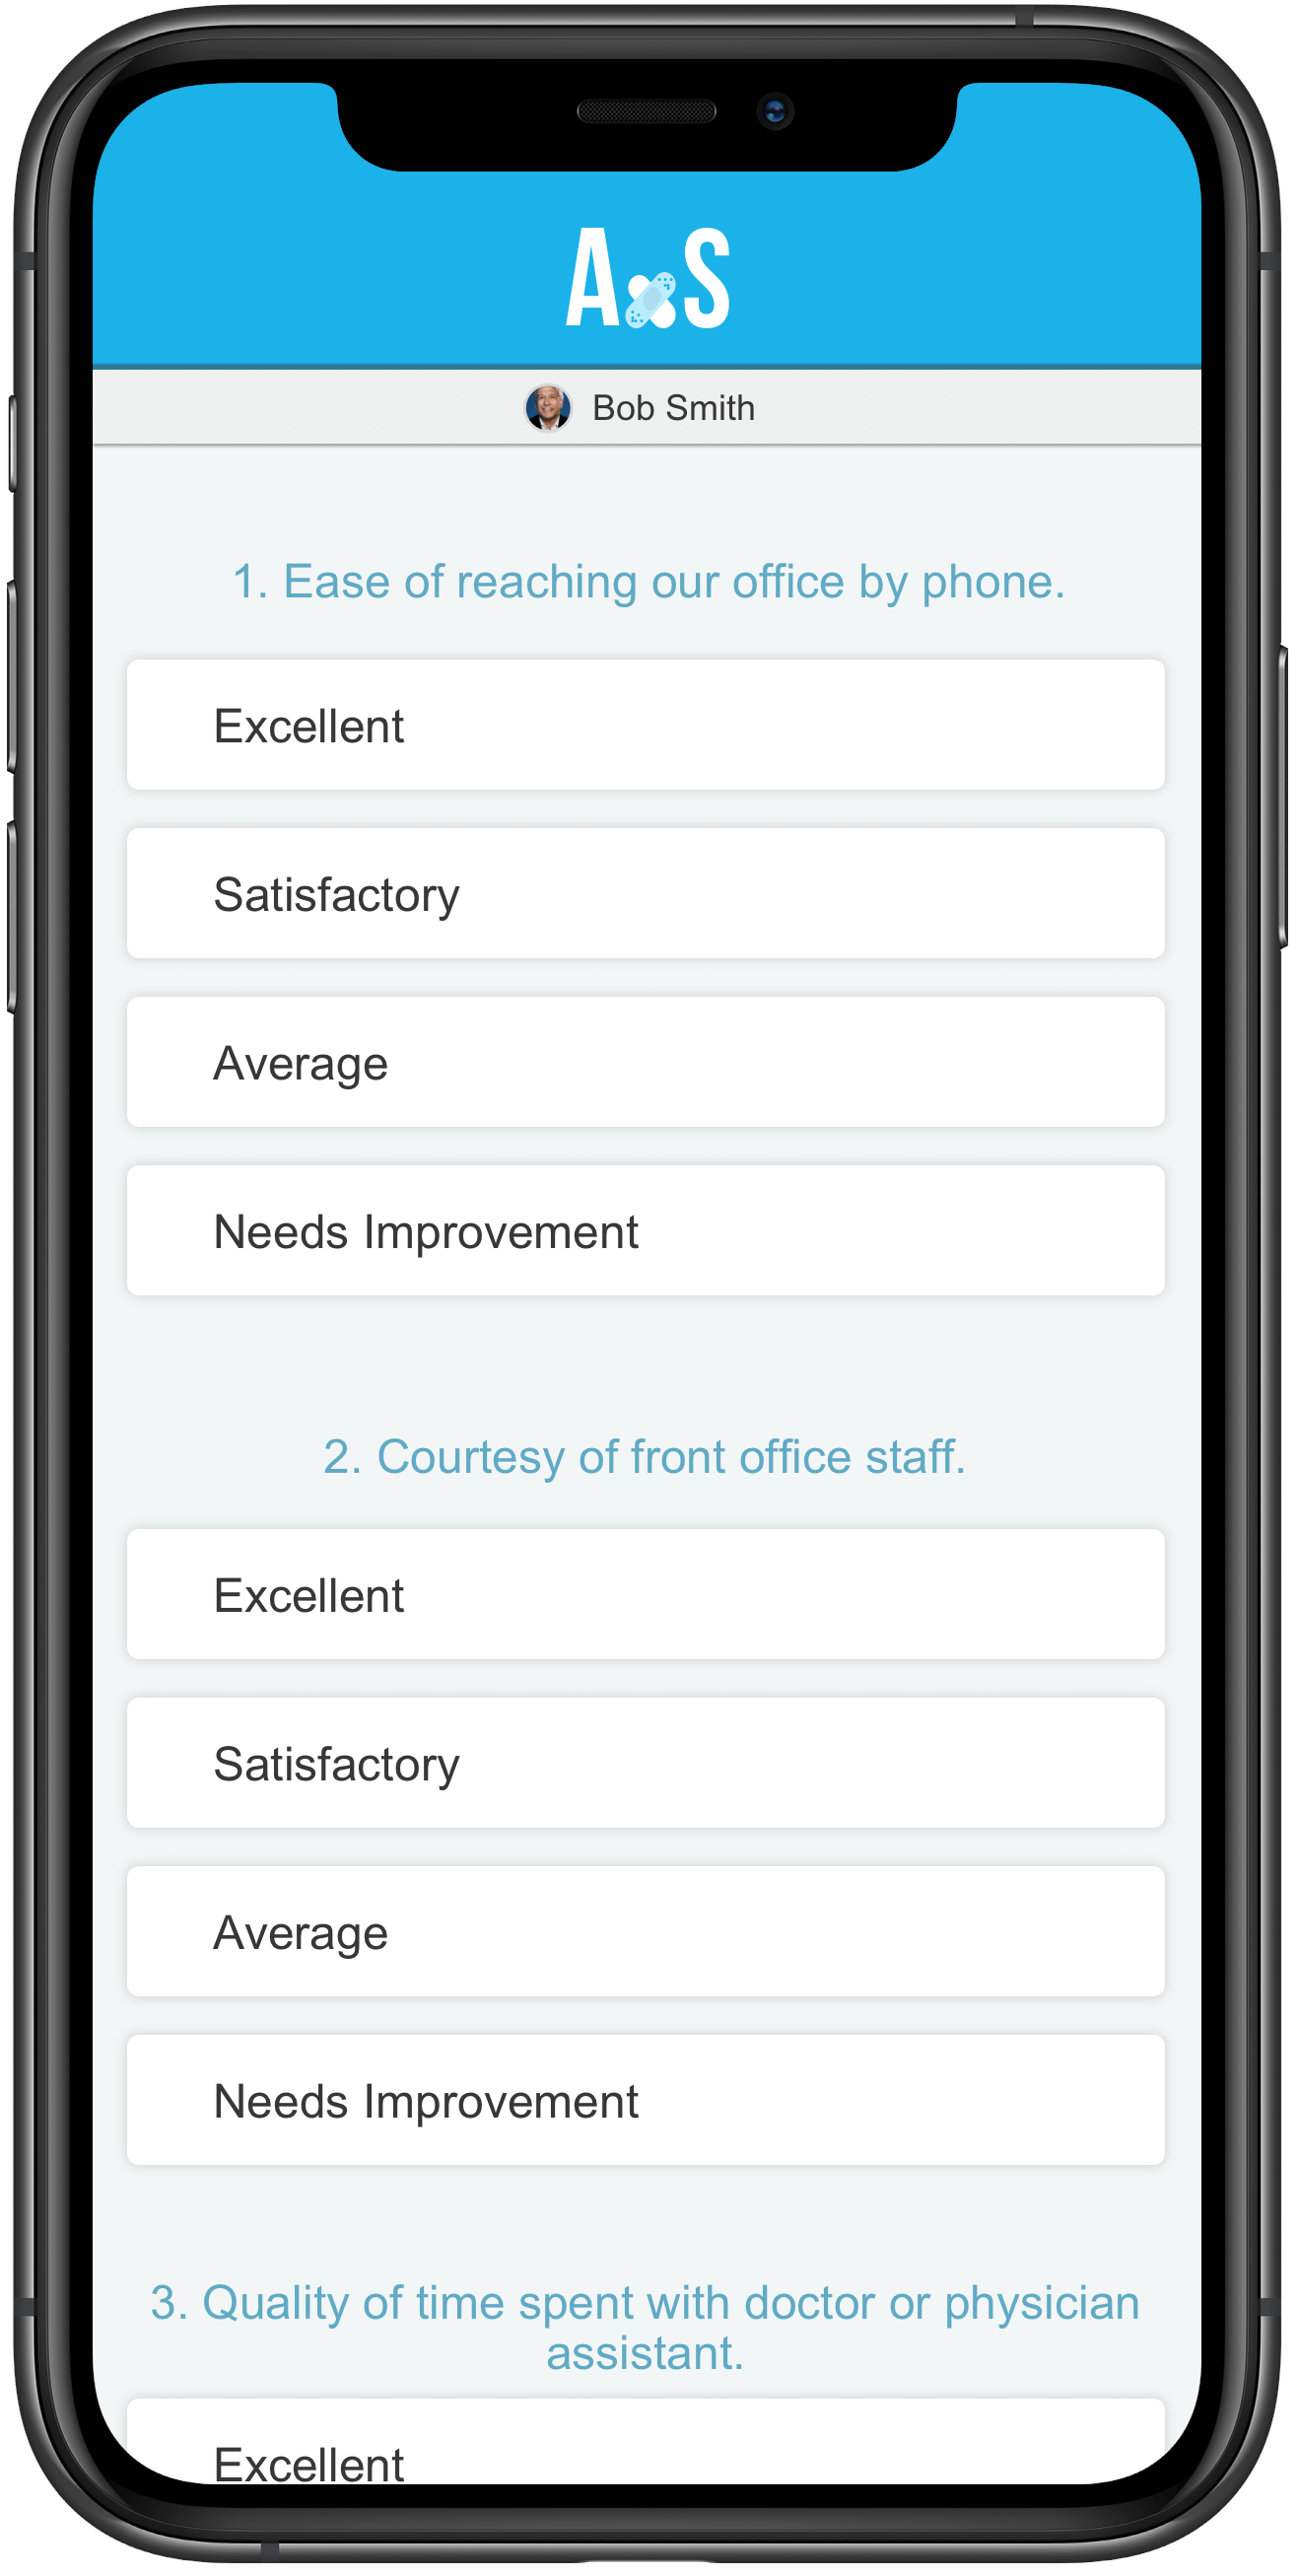 AxS
Bob Smith
1. Ease of reaching our office by phone.
Excellent
Satisfactory
Average
Needs Improvement
2. Courtesy of front office staff.
Excellent
Satisfactory
Average
Needs Improvement
3. Quality of time spent with doctor or physician
assistant.
Excellent